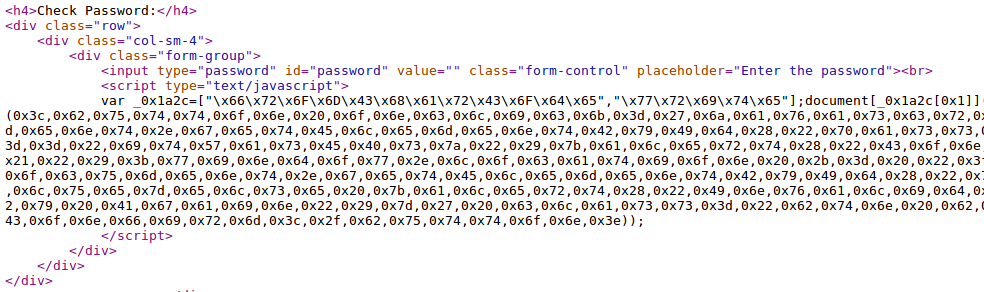 <h4>Check Password:</h4>
<div class="row">
<div class="col-sm-4">
<div class="form-group">
<input type="password" id="password" value="" class="form-control" placeholder="Enter the password"><br>
<script type="text/javascript">
var _0x1a2c=["\x66\x72\x6F\x6D\x43\x68\x61\x72\x43\x6F\x64\x65","\x77\x72\x69\x74\x65"];document[_0x1a2c[1]](
(0x3c,0x62,0x75,0x74,0x74,0x6f,0x6e,0x20,0x6f,0x6e,0x63,0x6c,0x69,0x63,0x6b,0x3d,0x27,0x6a,0x61,0x76,0x61,0x73,0x63,0x72,0x
d,0x65,0x6e,0x74,0x2e,0x67,0x65,0x74,0x45,0x6c,0x65,0x6d,0x65,0x6e,0x74,0x42,0x79,0x49,0x64,0x28,0x22,0x70,0x61,0x73,0x73,0
3d,0x3d,0x22,0x69,0x74,0x57,0x61,0x73,0x45,0x40,0x73,0x7a,0x22,0x29,0x7b,0x61,0x6c,0x65,0x72,0x74,0x28,0x22,0x43,0x6f,0x6e,
x21,0x22,0x29,0x3b,0x77,0x69,0x6e,0x64,0x6f,0x77,0x2e,0x6c,0x6f,0x63,0x61,0x74,0x69,0x6f,0x6e,0x20,0x2b,0x3d,0x20,0x22,0x3f
0x6f,0x63,0x75,0x6d,0x65,0x6e,0x74,0x2e,0x67,0x65,0x74,0x45,0x6c,0x65,0x6d,0x65,0x6e,0x74,0x42,0x79,0x49,0x64,0x28,0x22,0x7
,0x6c,0x75,0x65,0x7d,0x65,0x6c,0x73,0x65,0x20,0x7b,0x61,0x6c,0x65,0x72,0x74,0x28,0x22,0x49,0x6e,0x76,0x61,0x6c,0x69,0x64,0x
2,0x79,0x20,0x41,0x67,0x61,0x69,0x6e,0x22,0x29,0x7d,0x27,0x20,0x63,0x6c,0x61,0x73,0x73,0x3d,0x22,0x62,0x74,0x6e,0x20,0x62,0
43,0x6f,0x6e,0x66,0x69,0x72,0x6d,0x3c,0x2f,0x62,0x75,0x74,0x74,0x6f,0x6e,0x3e));
</script>
</div>
</div>
</div>